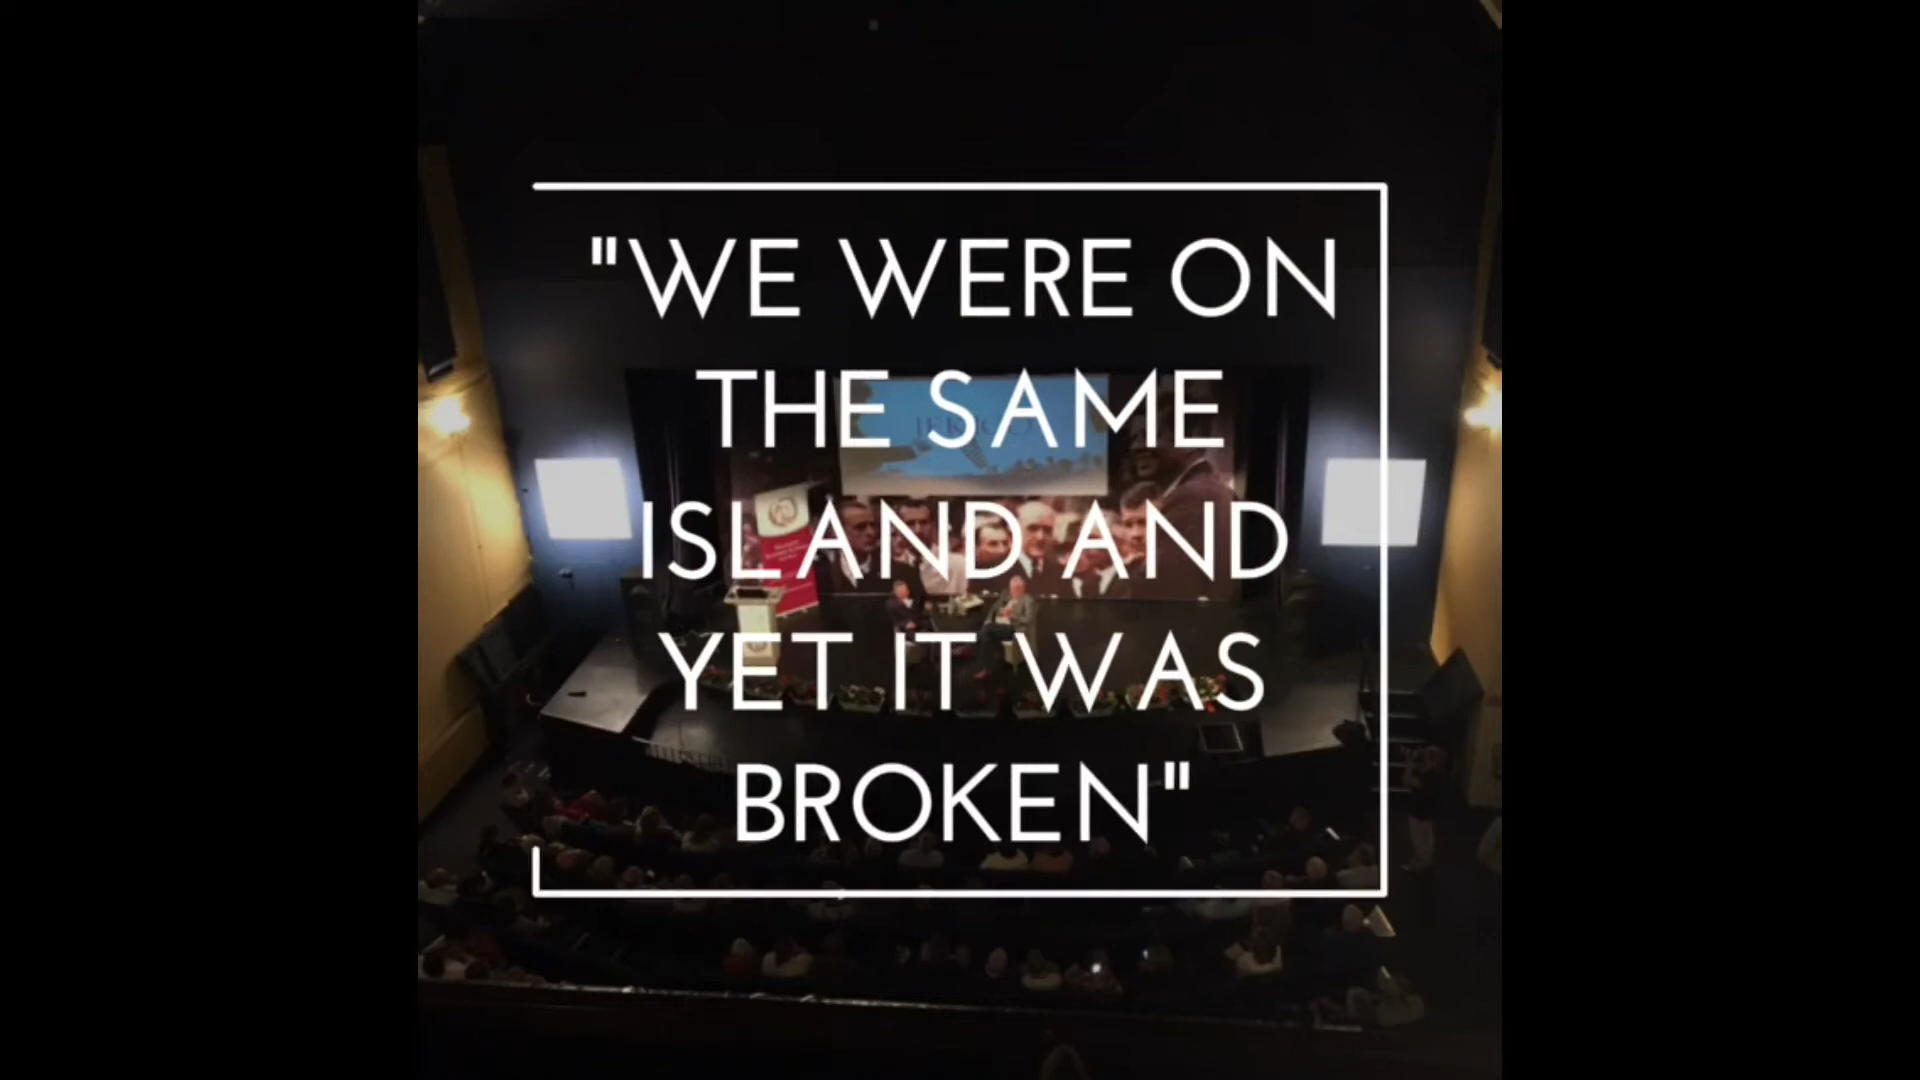 "WE WERE ON
THE SAME
ISLAND AND
YET IT WAS
BROKEN"